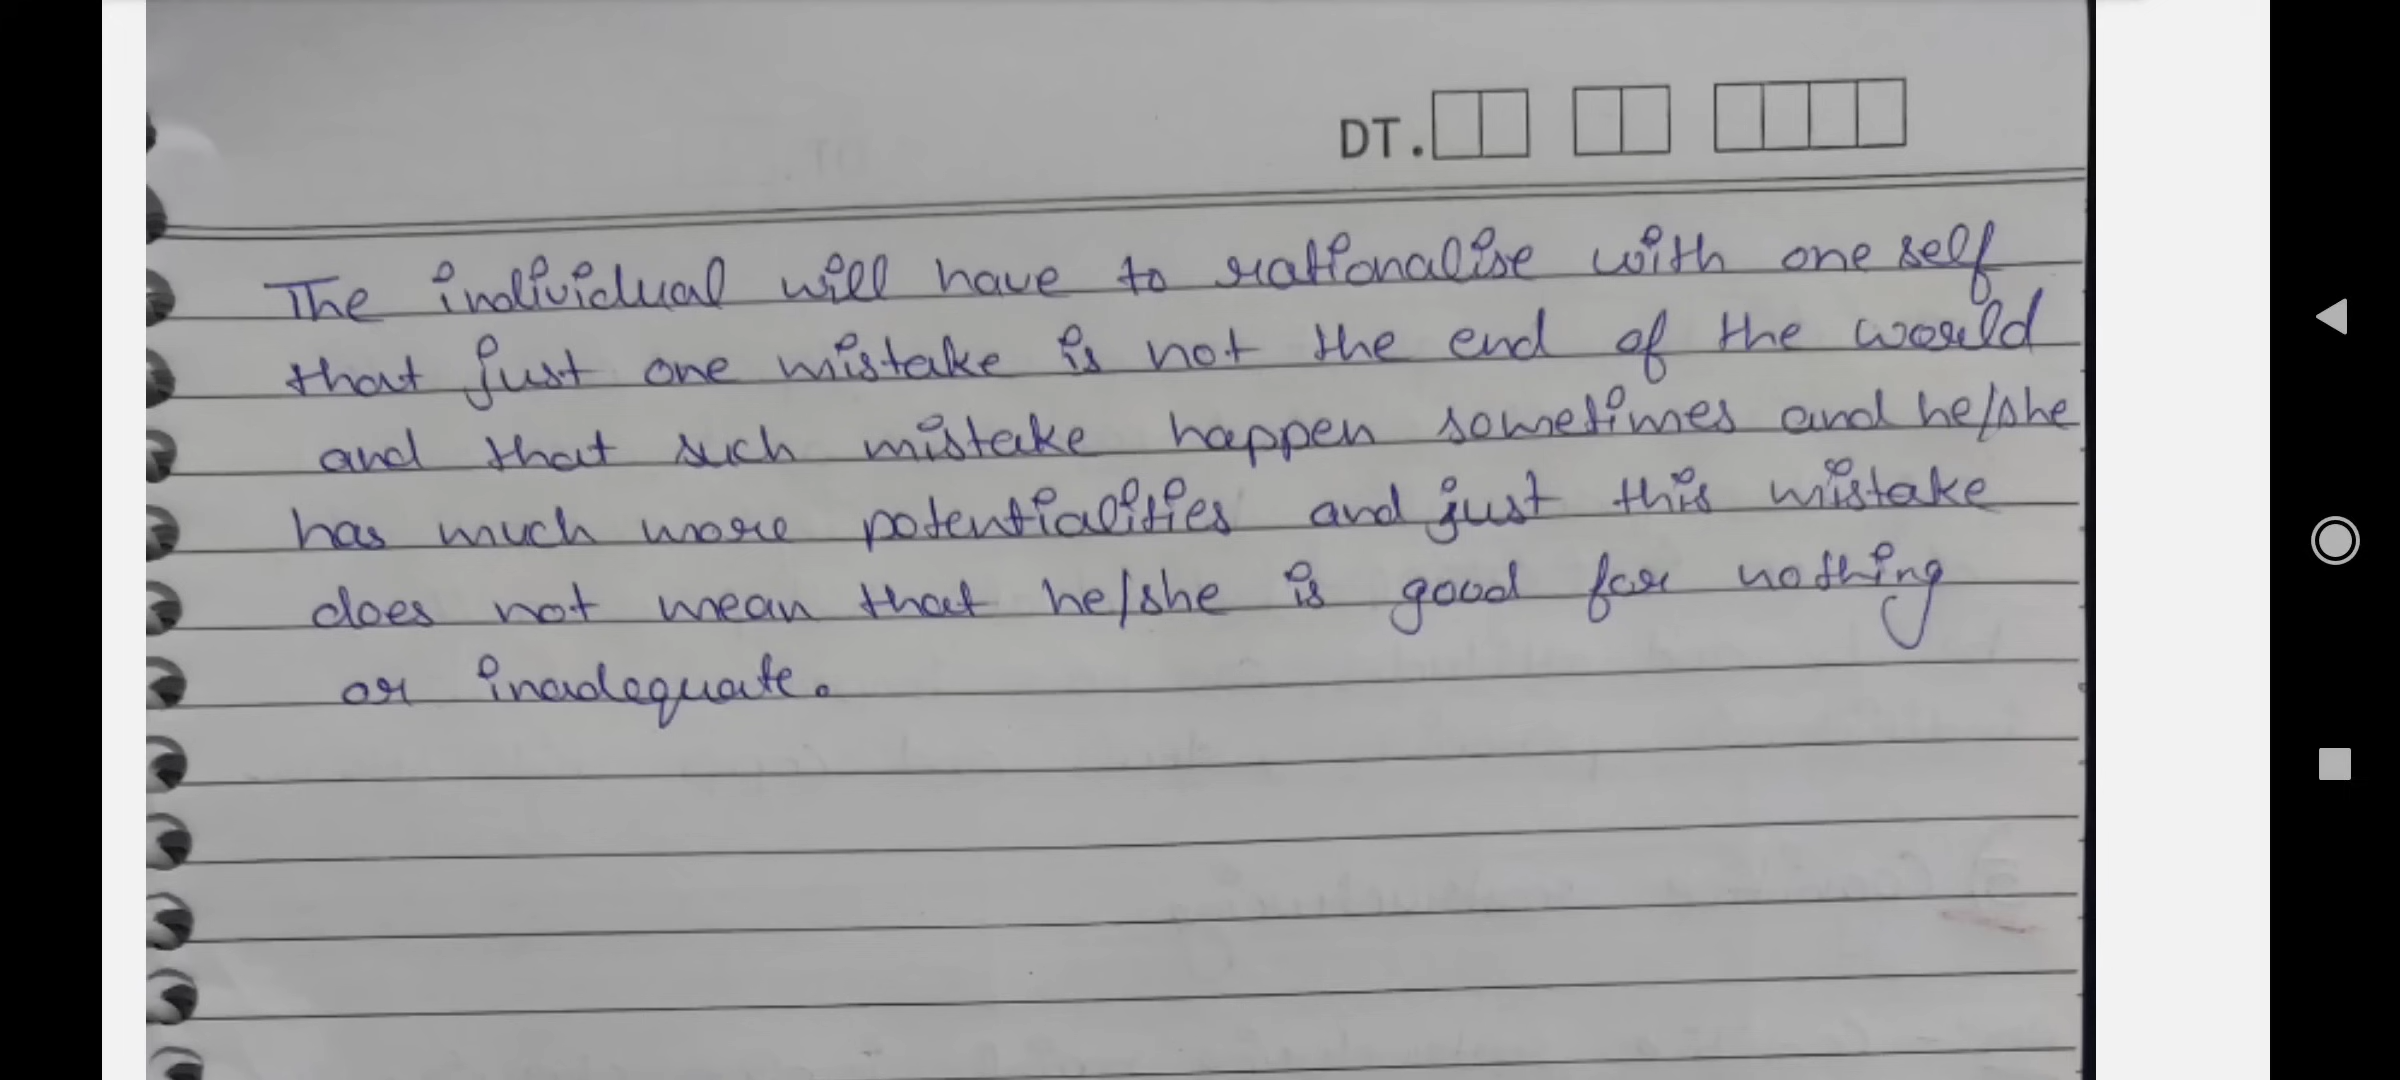 DT.
The individual will have to rationalise with one self
that just one mistake is not the end of the world
and that such mistake happen sometimes and he/she
has much more potentialities and just this mistake
does not mean that he/she is good for nothing
or inadequate.